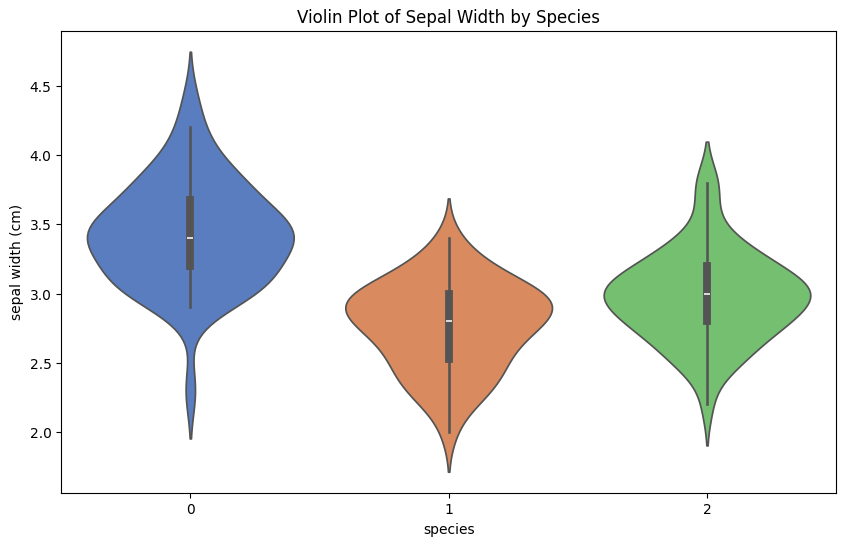 Violin Plot of Sepal Width by Species
sepal width (cm)
4.5
4.0
3.5
3.0
2.5
2.0
0 1 2
species